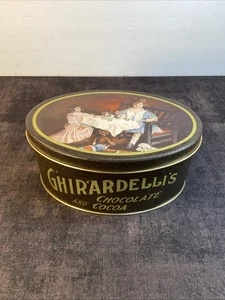 GHIRARDELLI'S
AND CHOCOLATE
COCOA